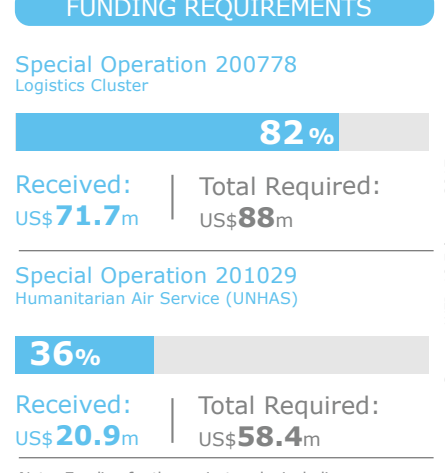 FUNDING REQUIREMENTS
Special Operation 200778
Logistics Cluster
82%
Received: Total Required:
US$71.7m US$88m
Special Operation 201029
Humanitarian Air Service (UNHAS)
36%
Received: Total Required:
US$20.9m US$58.4m